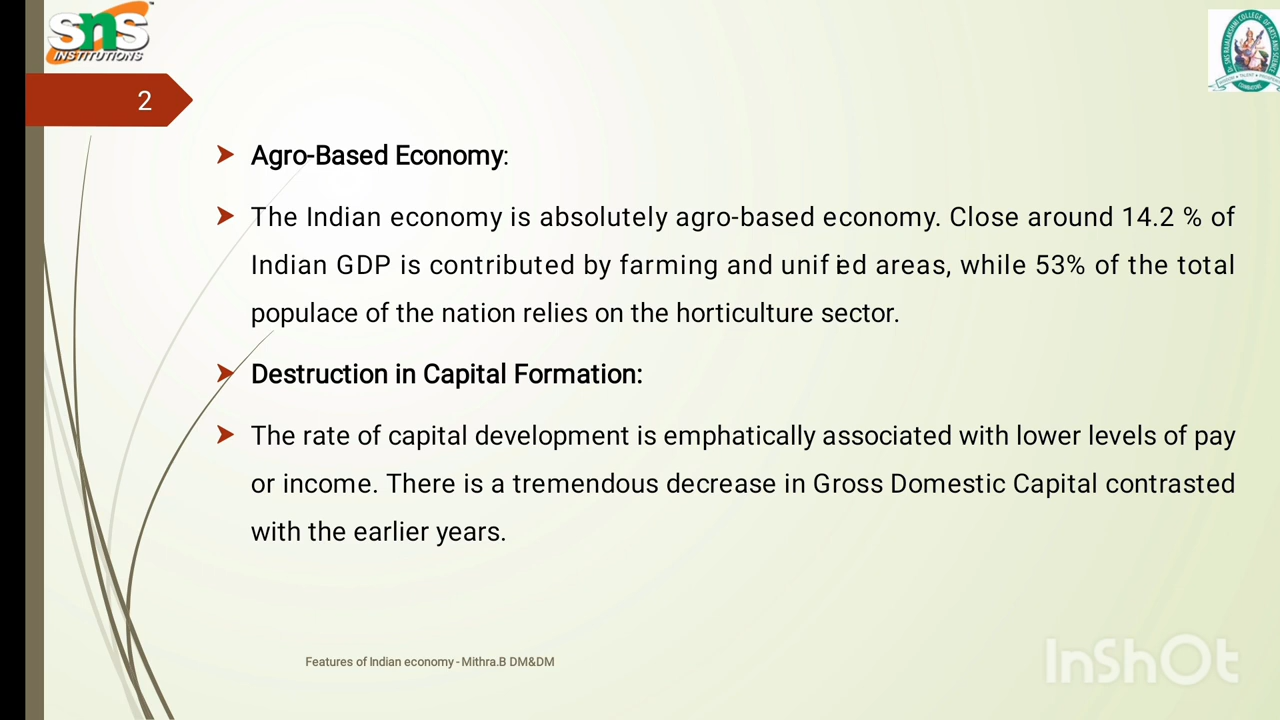 SNS
INSTITUTIONS
2
Agro-Based Economy:
The Indian economy is absolutely agro-based economy. Close around 14.2 % of
Indian GDP is contributed by farming and unified areas, while 53% of the total
populace of the nation relies on the horticulture sector.
Destruction in Capital Formation:
The rate of capital development is emphatically associated with lower levels of pay
or income. There is a tremendous decrease in Gross Domestic Capital contrasted
with the earlier years.
Features of Indian economy - Mithra.B DM&DM
InShOt